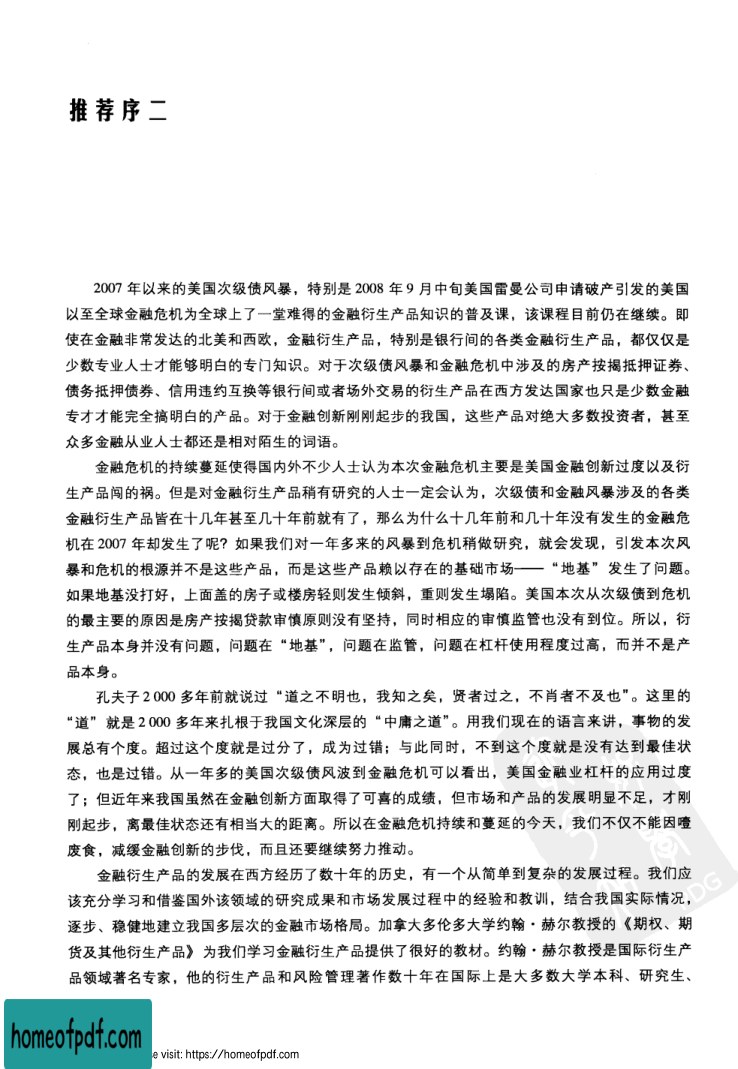 推荐序二
2007 年以来的美国次级债风暴，特别是 2008 年 9 月中旬美国雷曼公司申请破产引发的美国
以至全球金融危机为全球上了一堂难得的金融衍生产品知识的普及课，该课程目前仍在继续。即
使在金融非常发达的北美和西欧，金融衍生产品，特别是银行间的各类金融衍生产品，都仅仅是
少数专业人士才能够明白的专门知识。对于次级债风暴和金融危机中涉及的房产按揭抵押证券、
债务抵押债券、信用违约互换等银行间或者场外交易的衍生产品在西方发达国家也只是少数金融
专才才能完全搞明白的产品。对于金融创新刚刚起步的我国，这些产品对绝大多数投资者，甚至
众多金融从业人士都还是相对陌生的词语。
金融危机的持续蔓延使得国内外不少人士认为本次金融危机主要是美国金融创新过度以及衍
生产品闯的祸。但是对金融衍生产品稍有研究的人士一定会认为，次级债和金融风暴涉及的各类
金融衍生产品皆在十几年甚至几十年前就有了，那么为什么十几年前和几十年没有发生的金融危
机在 2007 年却发生了呢？如果我们对一年多来的风暴到危机稍做研究，就会发现，引发本次风
暴和危机的根源并不是这些产品，而是这些产品赖以存在的基础市场——“地基”发生了问题。
如果地基没打好，上面盖的房子或楼房轻则发生倾斜，重则发生塌陷。美国本次从次级债到危机
的最主要的原因是房产按揭贷款审慎原则没有坚持，同时相应的审慎监管也没有到位。所以，衍
生产品本身并没有问题，问题在“地基”，问题在监管，问题在杠杆使用程度过高，而并不是产
品本身。
孔夫子 2 000 多年前就说过“道之不明也，我知之矣，贤者过之，不肖者不及也”。这里的
“道”就是 2 000 多年来扎根于我国文化深层的“中庸之道”。用我们现在的语言来讲，事物的发
展总有个度。超过这个度就是过分了，成为过错；与此同时，不到这个度就是没有达到最佳状
态，也是过错。从一年多的美国次级债风波到金融危机可以看出，美国金融业杠杆的应用过度
了；但近年来我国虽然在金融创新方面取得了可喜的成绩，但市场和产品的发展明显不足，才刚
刚起步，离最佳状态还有相当大的距离。所以在金融危机持续和蔓延的今天，我们不仅不能因噎
废食，减缓金融创新的步伐，而且还要继续努力推动。
金融衍生产品的发展在西方经历了数十年的历史，有一个从简单到复杂的发展过程。我们应
该充分学习和借鉴国外该领域的研究成果和市场发展过程中的经验和教训，结合我国实际情况，
逐步、稳健地建立我国多层次的金融市场格局。加拿大多伦多大学约翰·赫尔教授的《期权、期
货及其他衍生产品》为我们学习金融衍生产品提供了很好的教材。约翰·赫尔教授是国际衍生产
品领域著名专家，他的衍生产品和风险管理著作数十年在国际上是大多数大学本科、研究生、
homeofpdf.com
e visit: https://homeofpdf.com